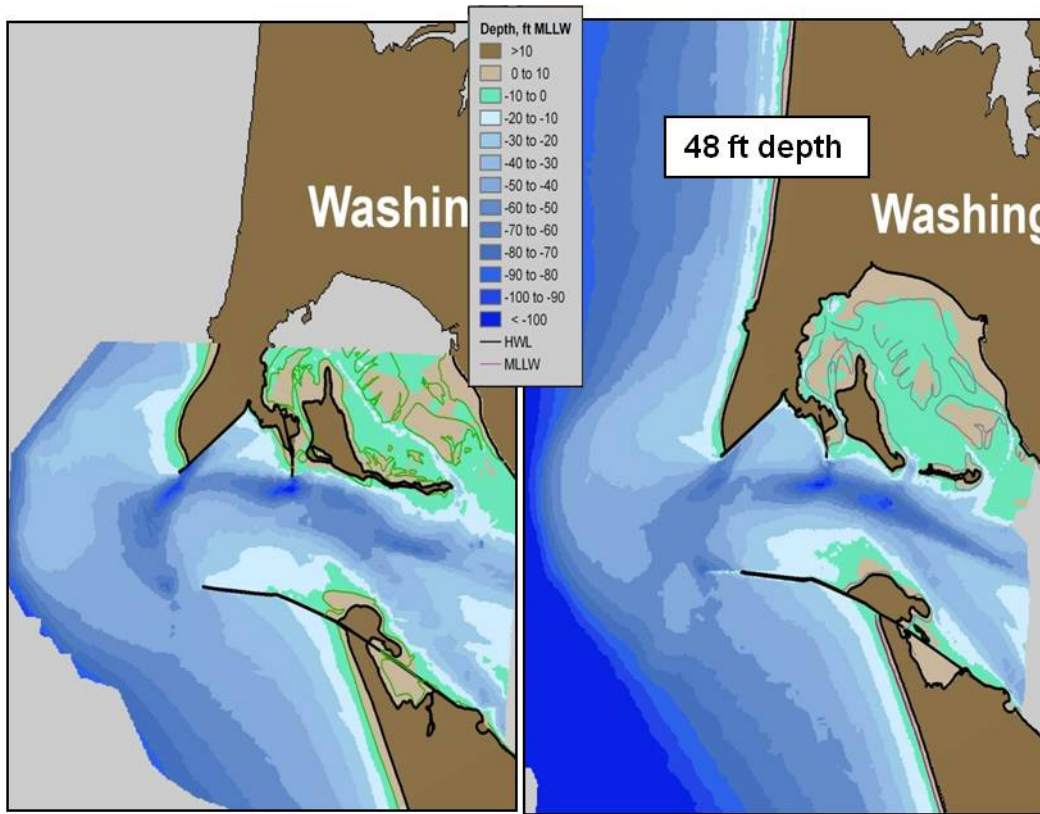 Depth, ft MLLW
>10
0 to 10
-10 to 0
-20 to -10
-30 to -20
-40 to -30
-50 to -40
-60 to -50
-70 to -60
-80 to -70
-90 to -80
-100 to -90
< -100
HWL
MLLW
Washin
48 ft depth
Washing